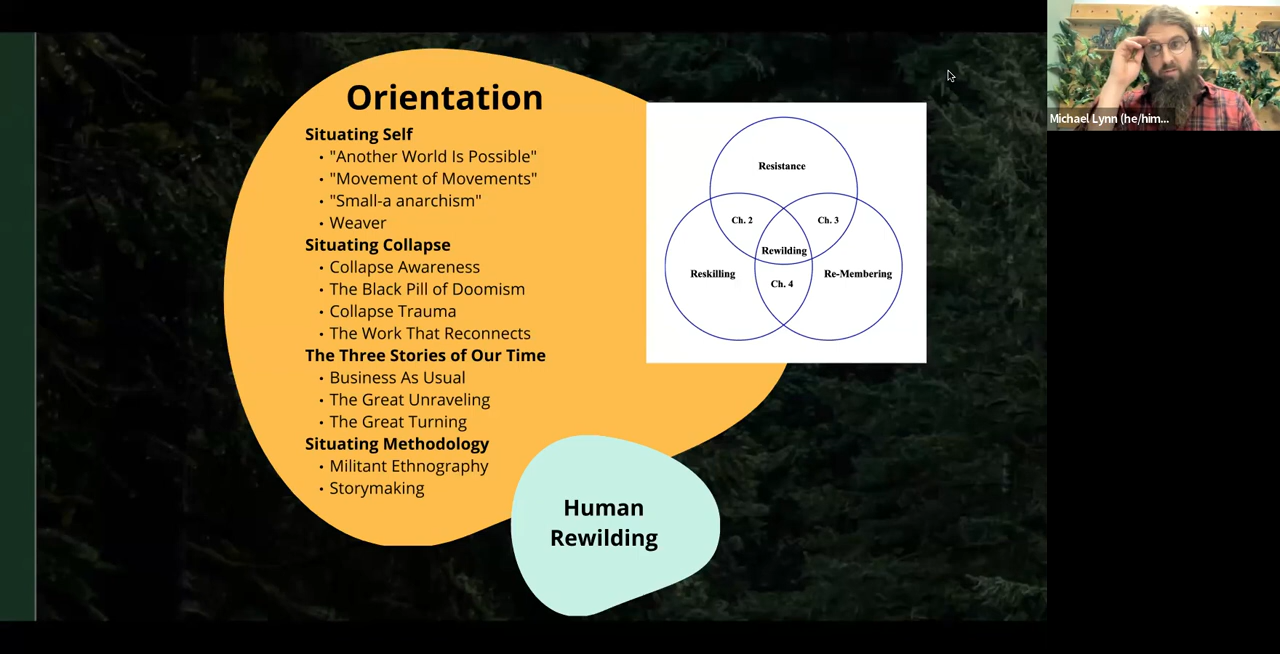 Orientation
Situating Self
• "Another World Is Possible"
• "Movement of Movements"
• "Small-a anarchism"
• Weaver
Situating Collapse
• Collapse Awareness
• The Black Pill of Doomism
• Collapse Trauma
• The Work That Reconnects
The Three Stories of Our Time
• Business As Usual
• The Great Unraveling
• The Great Turning
Situating Methodology
• Militant Ethnography
• Storymaking
Human
Rewilding
Resistance
Ch. 2
Ch. 3
Rewilding
Reskilling
Re-Membering
Ch. 4
Michael Lynn (he/him...